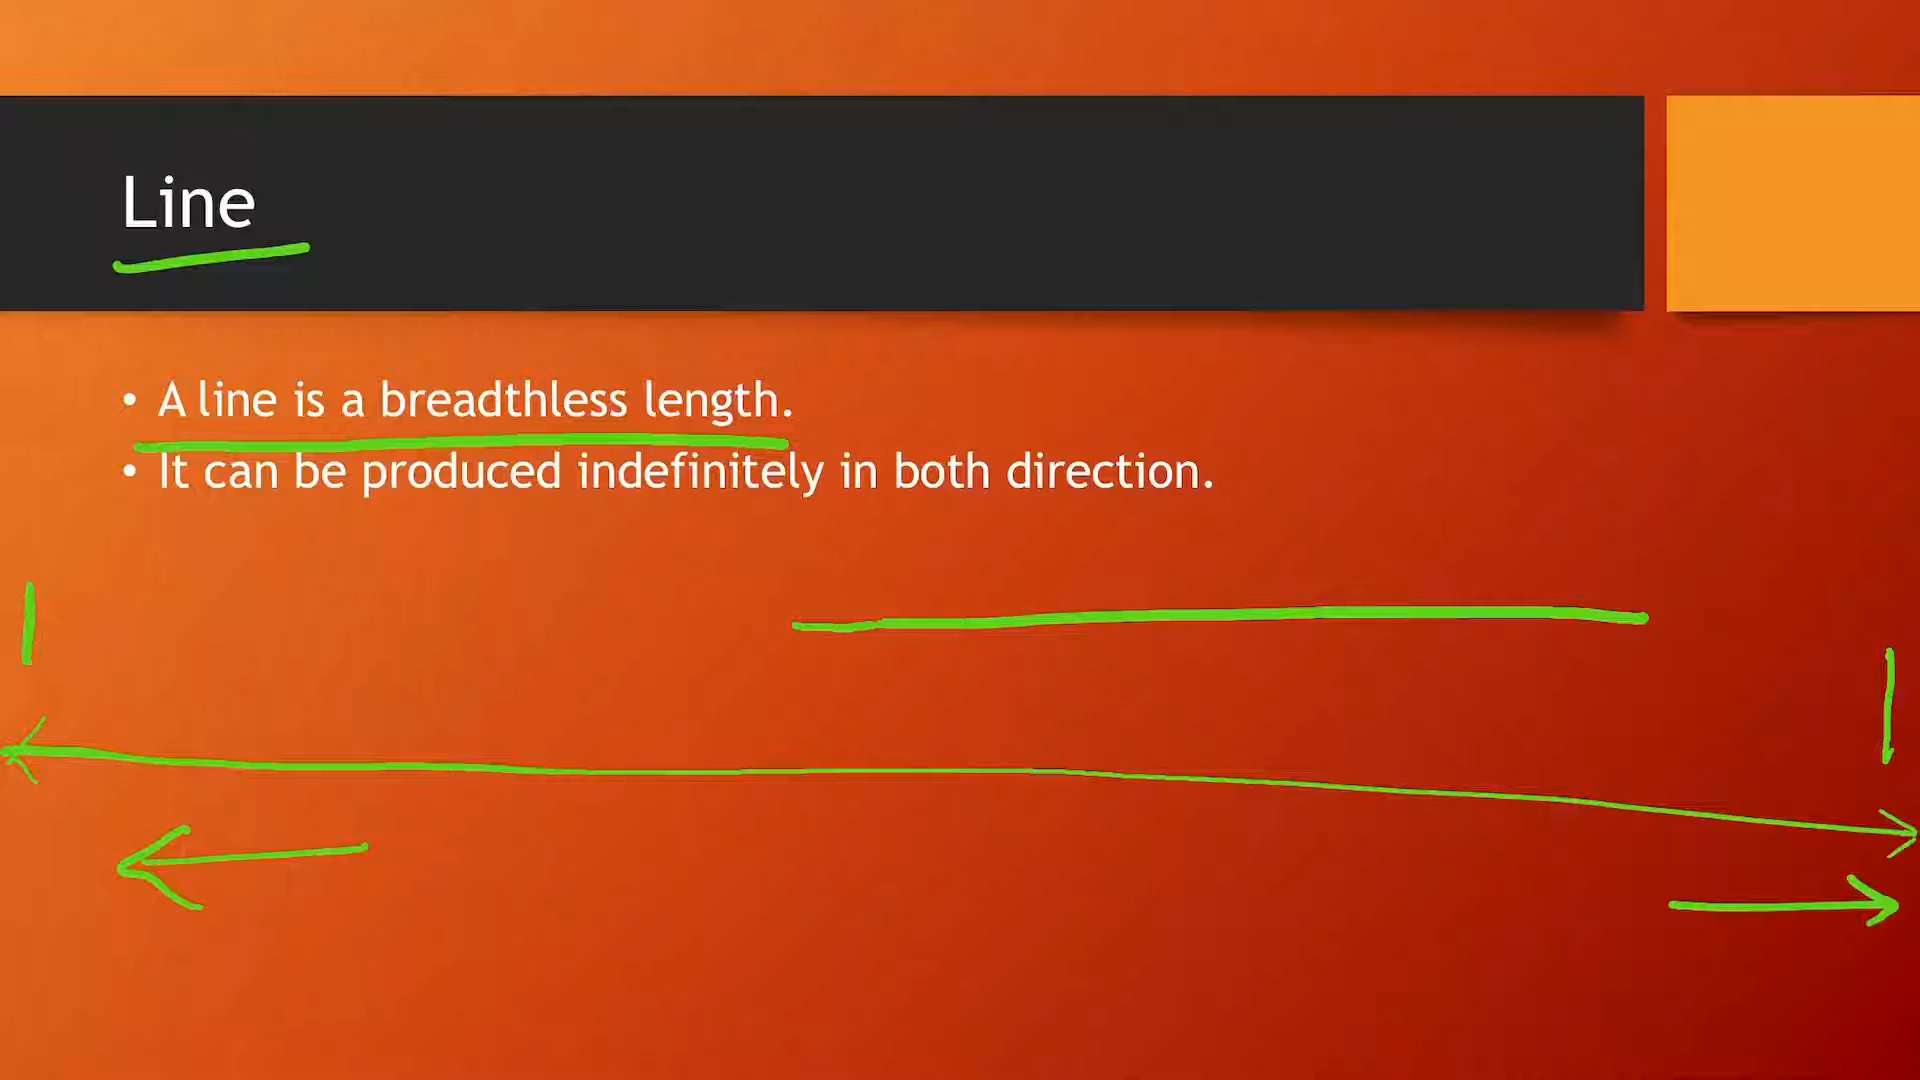 Line
• A line is a breadthless length.
• It can be produced indefinitely in both direction.